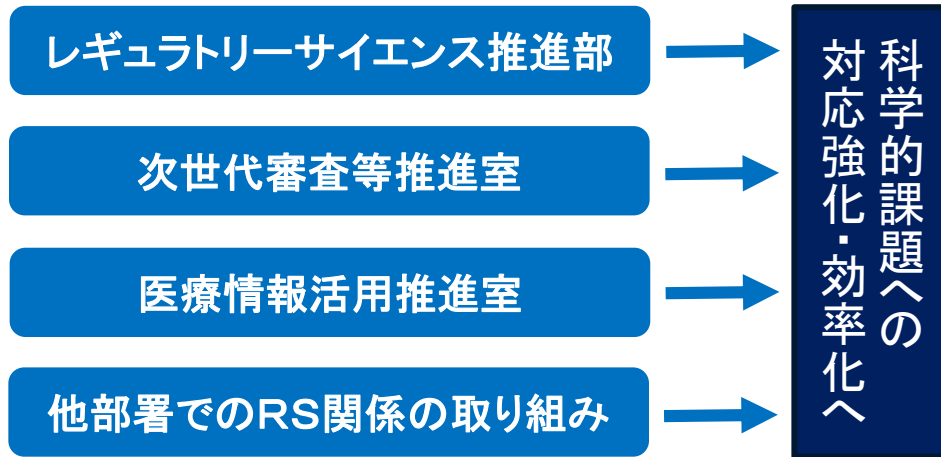 レギュラトリーサイエンス推進部
次世代審査等推進室
医療情報活用推進室
他部署でのRS関係の取り組み
科学的課題への
対応強化・効率化へ